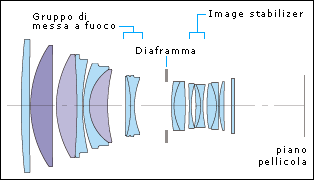 Gruppo di
messa a fuoco
Image stabilizer
Diaframma
piano
pellicola